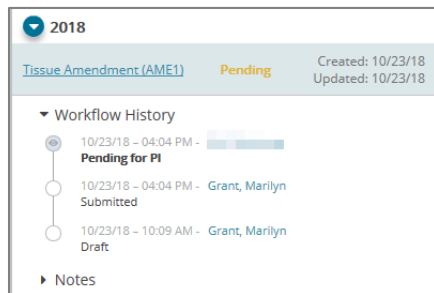 2018
Tissue Amendment (AME1) Pending Created: 10/23/18
Updated: 10/23/18
Workflow History
10/23/18 – 04:04 PM -
Pending for PI
10/23/18 – 04:04 PM - Grant, Marilyn
Submitted
10/23/18 – 10:09 AM - Grant, Marilyn
Draft
Notes